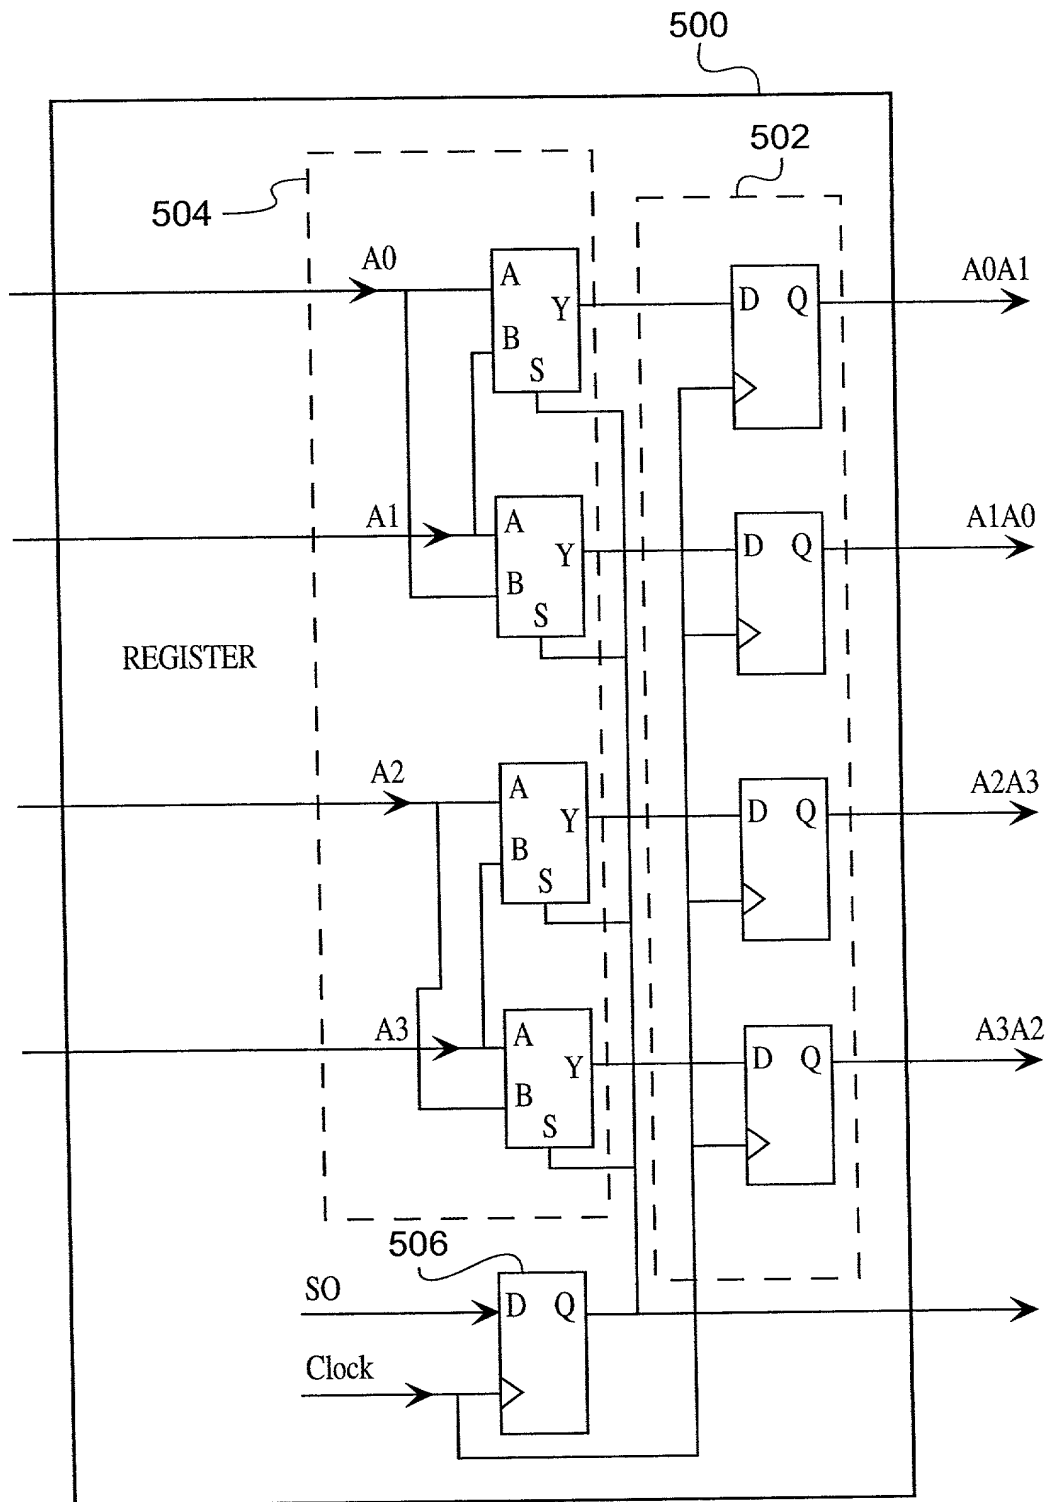 500
502
504
A0
A
B
Y
S
D Q
A0A1
A1
A
B
Y
S
D Q
A1A0
REGISTER
A2
A
B
Y
S
D Q
A2A3
A3
A
B
Y
S
D Q
A3A2
506
SO
D Q
Clock